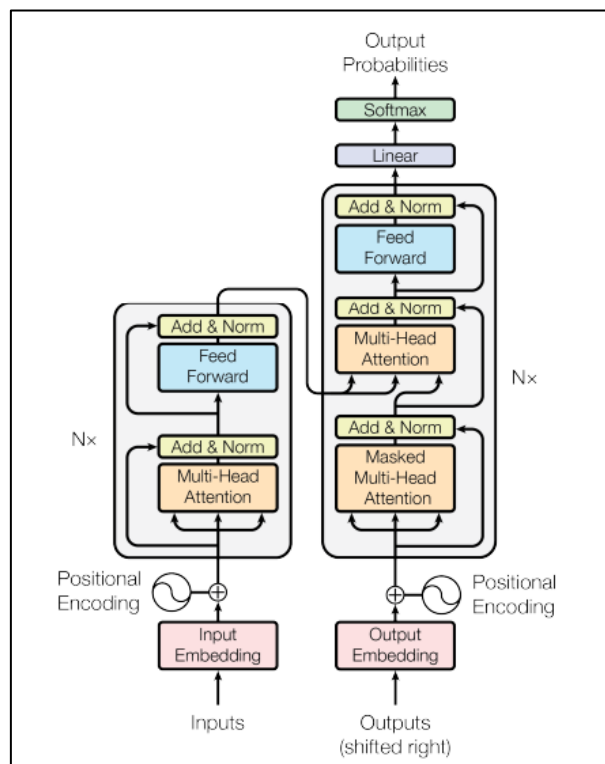 Output
Probabilities
Softmax
Linear
Add & Norm
Feed
Forward
Add & Norm
Multi-Head
Attention
Nx
Add & Norm
Masked
Multi-Head
Attention
Positional
Encoding
Output
Embedding
Outputs
(shifted right)
Add & Norm
Feed
Forward
Nx
Add & Norm
Multi-Head
Attention
Positional
Encoding
Input
Embedding
Inputs